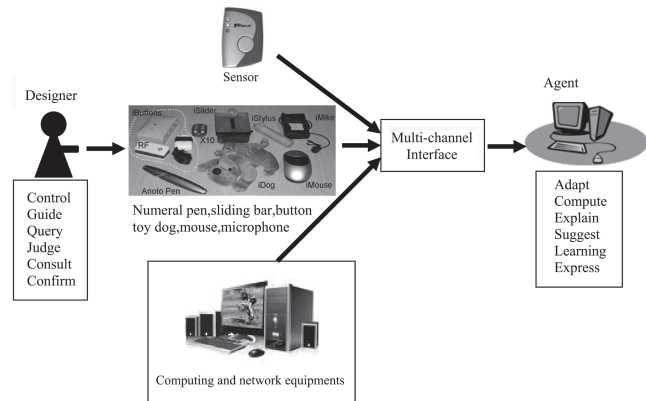 Sensor
Designer
Agent
iButtons
iSlider
iStylus
iMike
X10
RF
Anoto Pen
iDog
iMouse
Multi-channel
Interface
Control
Guide
Query
Judge
Consult
Confirm
Numeral pen,sliding bar,button
toy dog,mouse,microphone
Adapt
Compute
Explain
Suggest
Learning
Express
Computing and network equipments